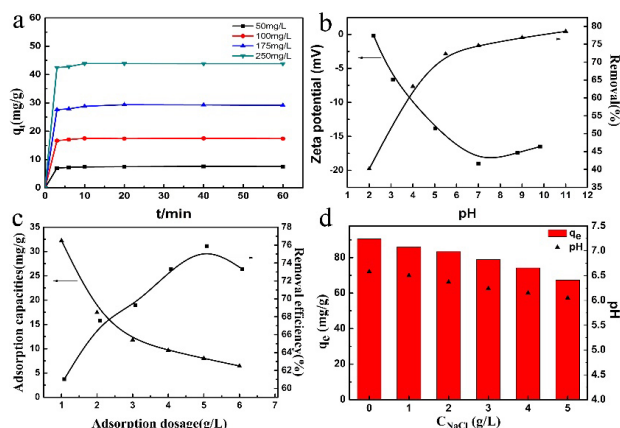 a
50mg/L
100mg/L
175mg/L
250mg/L
60
50
40
30
20
10
0
qt(mg/g)
0 10 20 30 40 50 60
t/min
b
0
-5
-10
-15
-20
Zeta potential (mV)
80
75
70
65
60
55
50
45
40
35
Removal(%)
1 2 3 4 5 6 7 8 9 10 11 12
pH
c
35
30
25
20
15
10
5
0
Adsorption capacities(mg/g)
78
76
74
72
70
68
66
64
62
60
Removal efficiency(%)
0 1 2 3 4 5 6 7
Adsorption dosage(g/L)
d
qe
pH
80
60
40
20
0
qe (mg/g)
7.5
7.0
6.5
6.0
5.5
5.0
4.5
4.0
pH
0 1 2 3 4 5
CNaCl (g/L)